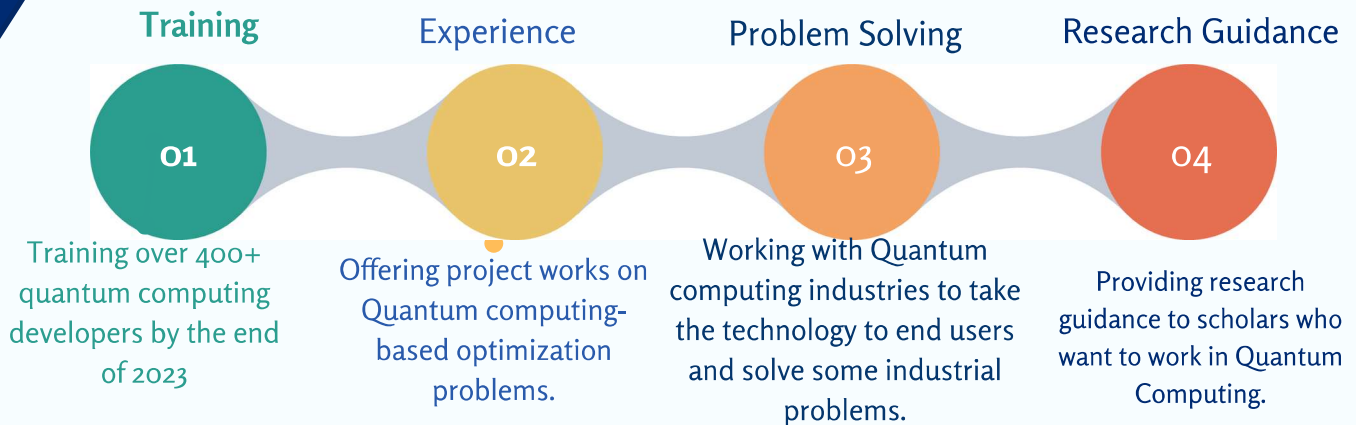 Training
01
Training over 400+
quantum computing
developers by the end
of 2023
Experience
02
Offering project works on
Quantum computing-
based optimization
problems.
Problem Solving
03
Working with Quantum
computing industries to take
the technology to end users
and solve some industrial
problems.
Research Guidance
04
Providing research
guidance to scholars who
want to work in Quantum
Computing.